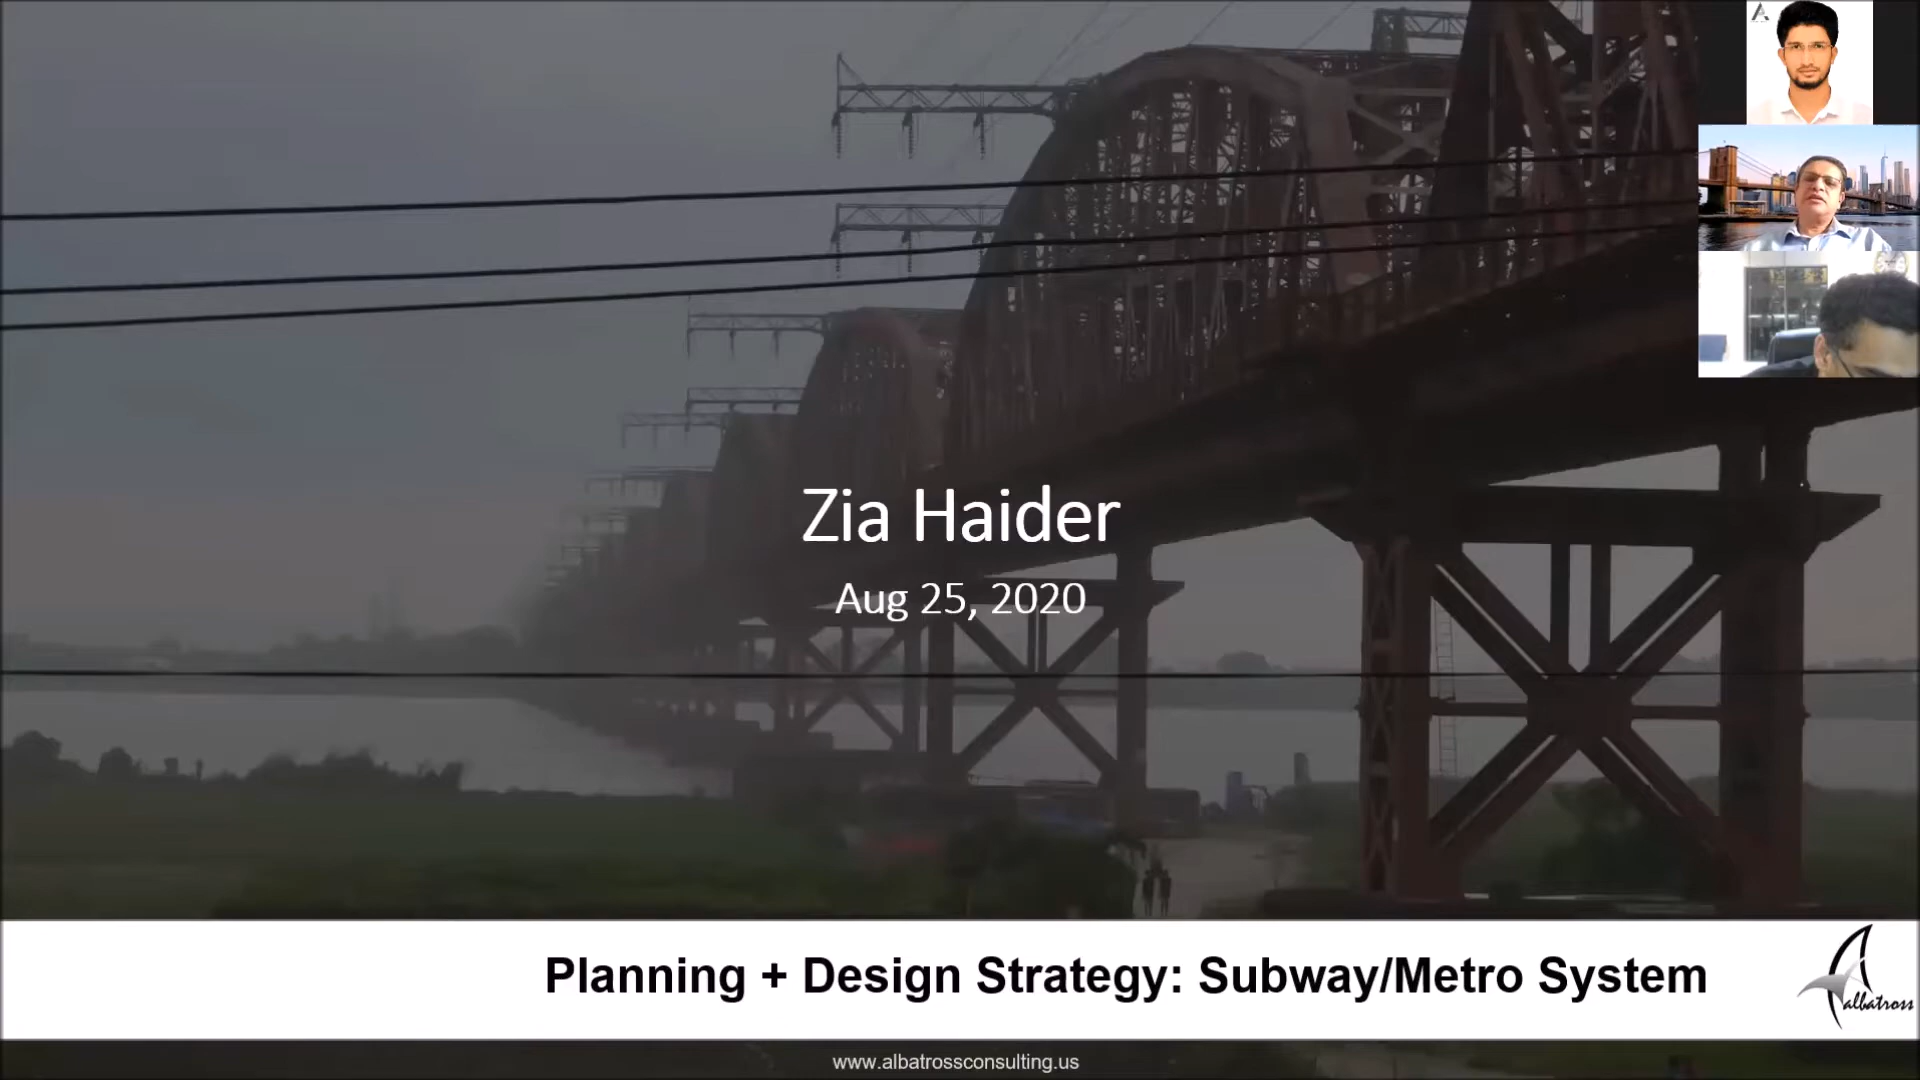 Zia Haider
Aug 25, 2020
Planning + Design Strategy: Subway/Metro System
albatross
www.albatrossconsulting.us